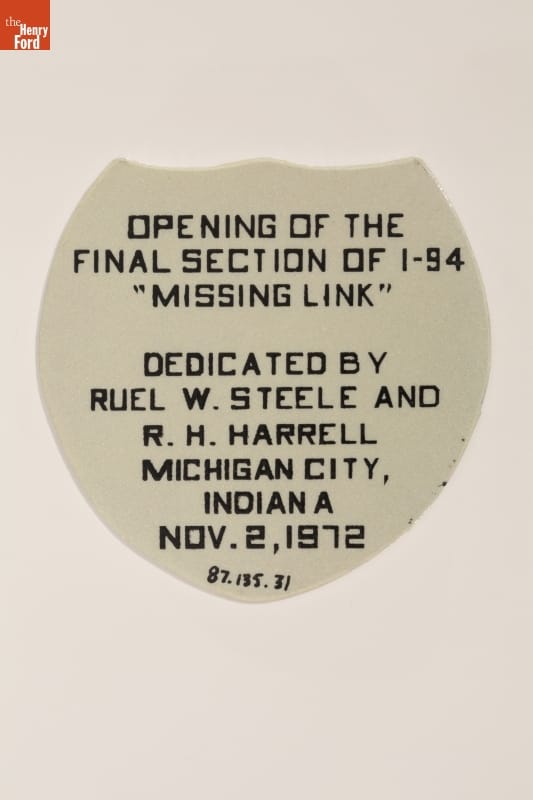 the
Henry
Ford
OPENING OF THE
FINAL SECTION OF I-94
"MISSING LINK"
DEDICATED BY
RUEL W. STEELE AND
R. H. HARRELL
MICHIGAN CITY,
INDIANA
NOV. 2, 1972
87.135.31